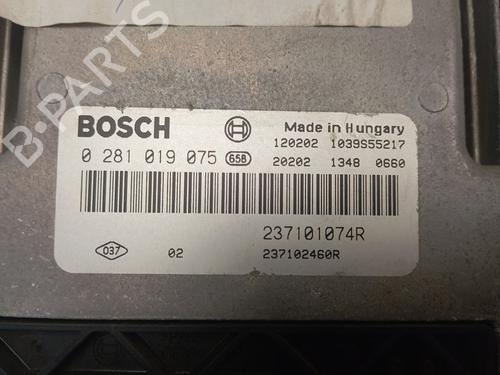 B-PARTS
BOSCH
Made in Hungary
120202 1039S55217
0 281 019 075 658
20202 1348 0660
237101074R
037 02 237102460R